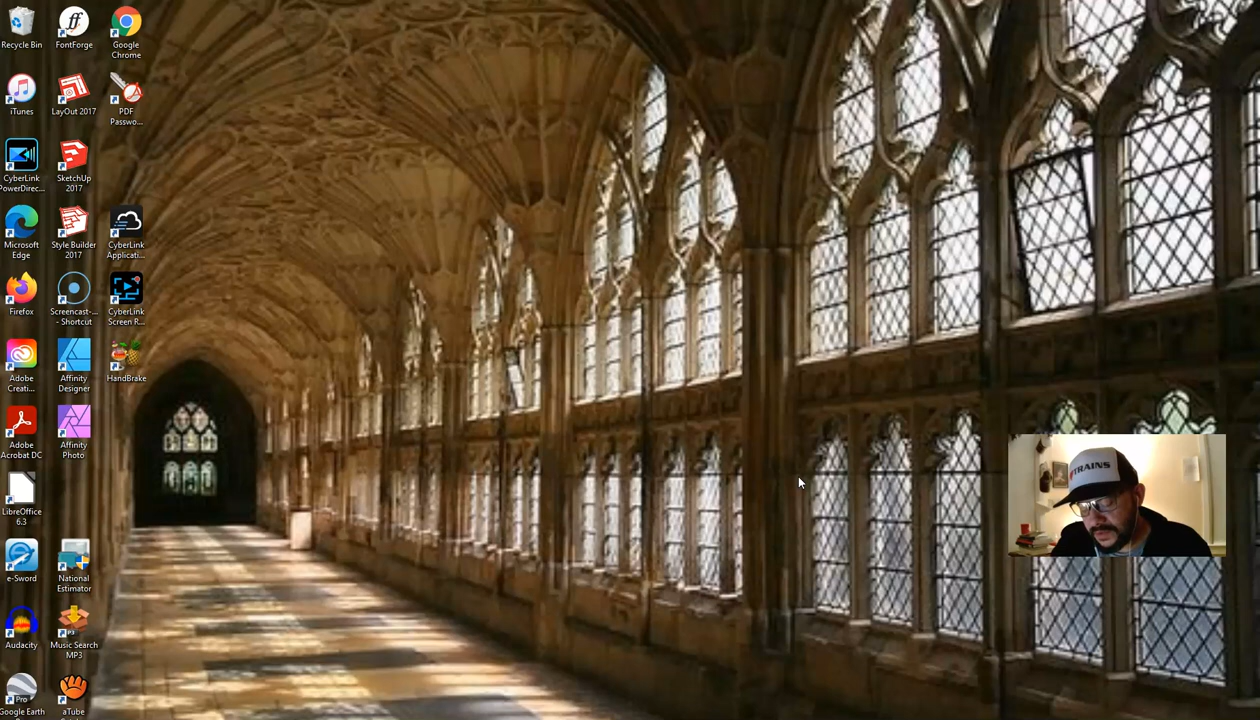 Recycle Bin
FontForge
Google
Chrome
iTunes
LayOut 2017
PDF
Passwo...
CyberLink
PowerDirec...
SketchUp
2017
Microsoft
Edge
Style Builder
2017
CyberLink
Applicati...
Firefox
Screencast-...
- Shortcut
CyberLink
Screen R...
Adobe
Creati...
Affinity
Designer
HandBrake
Adobe
Acrobat DC
Affinity
Photo
LibreOffice
6.3
e-Sword
National
Estimator
Audacity
Music Search
MP3
Google Earth
aTube
TRAINS